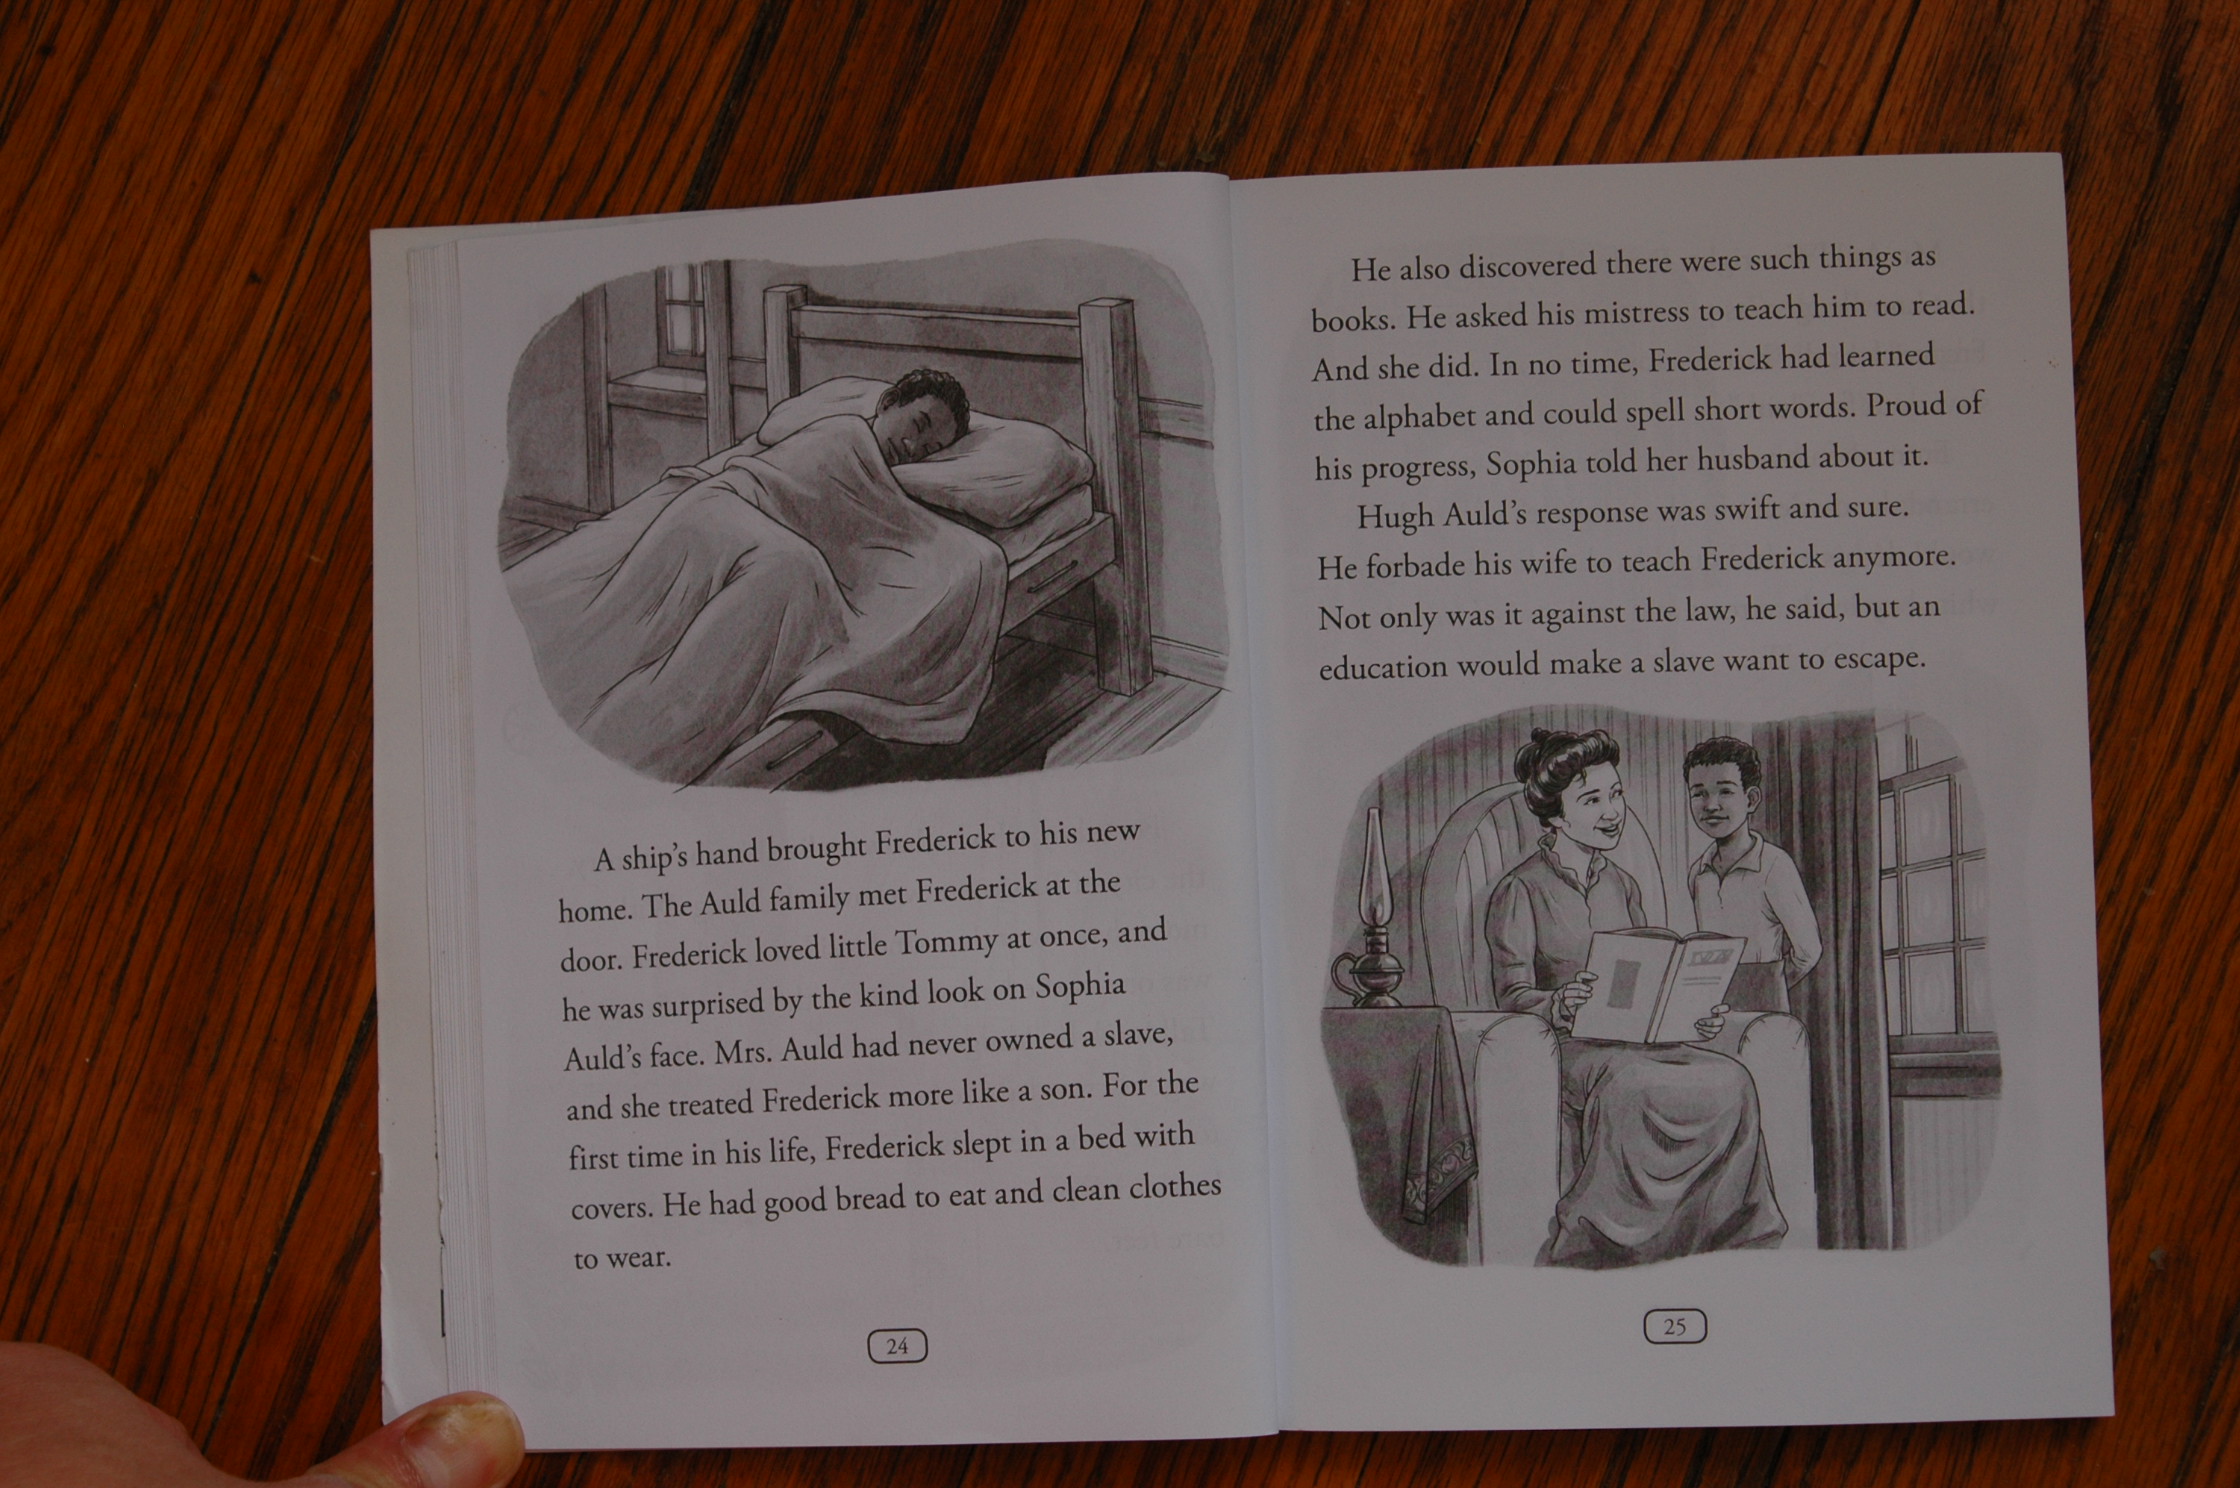 A ship’s hand brought Frederick to his new
home. The Auld family met Frederick at the
door. Frederick loved little Tommy at once, and
he was surprised by the kind look on Sophia
Auld’s face. Mrs. Auld had never owned a slave,
and she treated Frederick more like a son. For the
first time in his life, Frederick slept in a bed with
covers. He had good bread to eat and clean clothes
to wear.
24
He also discovered there were such things as
books. He asked his mistress to teach him to read.
And she did. In no time, Frederick had learned
the alphabet and could spell short words. Proud of
his progress, Sophia told her husband about it.
Hugh Auld’s response was swift and sure.
He forbade his wife to teach Frederick anymore.
Not only was it against the law, he said, but an
education would make a slave want to escape.
25